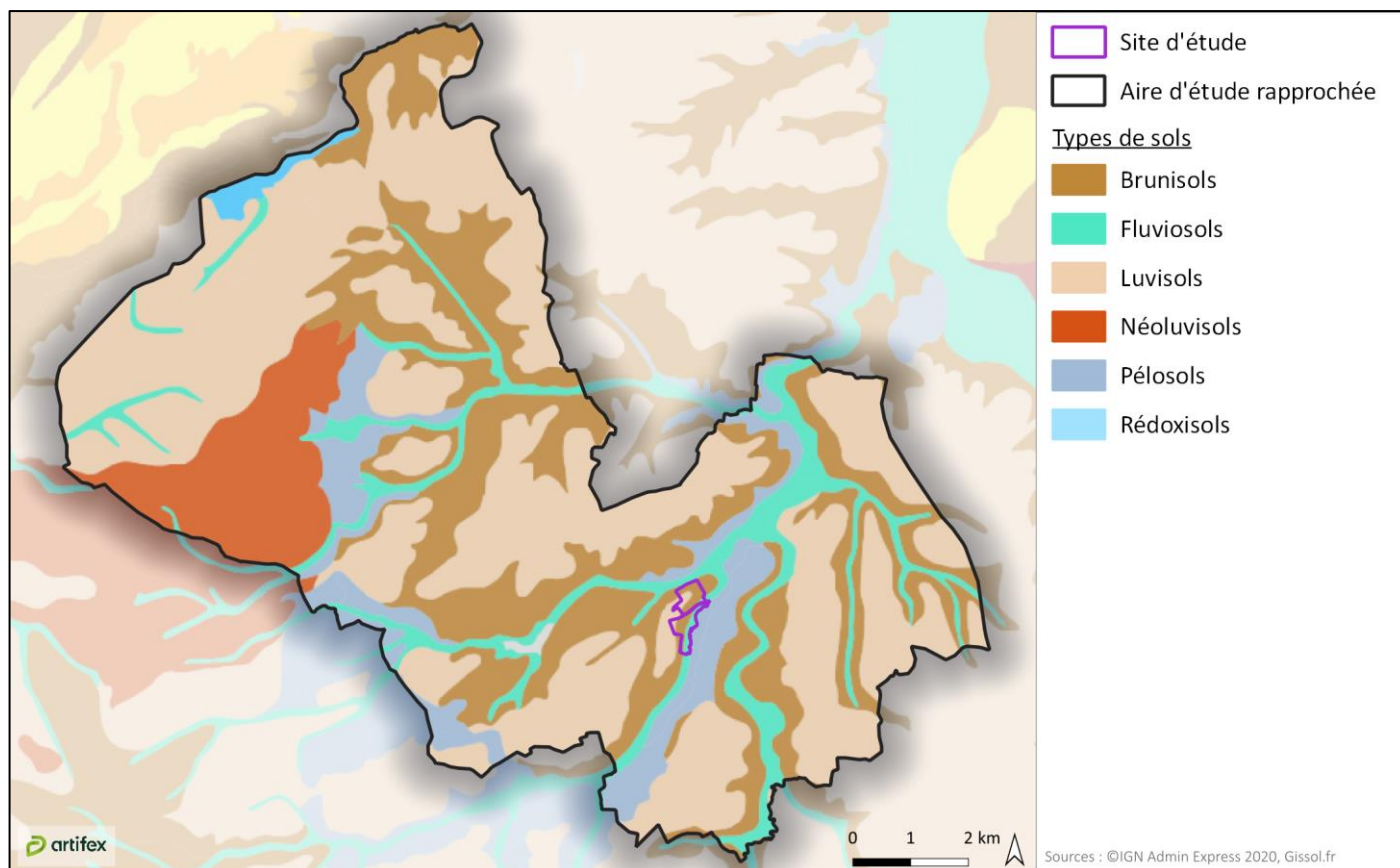 Site d'étude
Aire d'étude rapprochée
Types de sols
Brunisols
Fluviosols
Luvisols
Néoluvisols
Pélosols
Rédoxisols
artifex
0 1 2 km
Sources : ©IGN Admin Express 2020, Gissol.fr